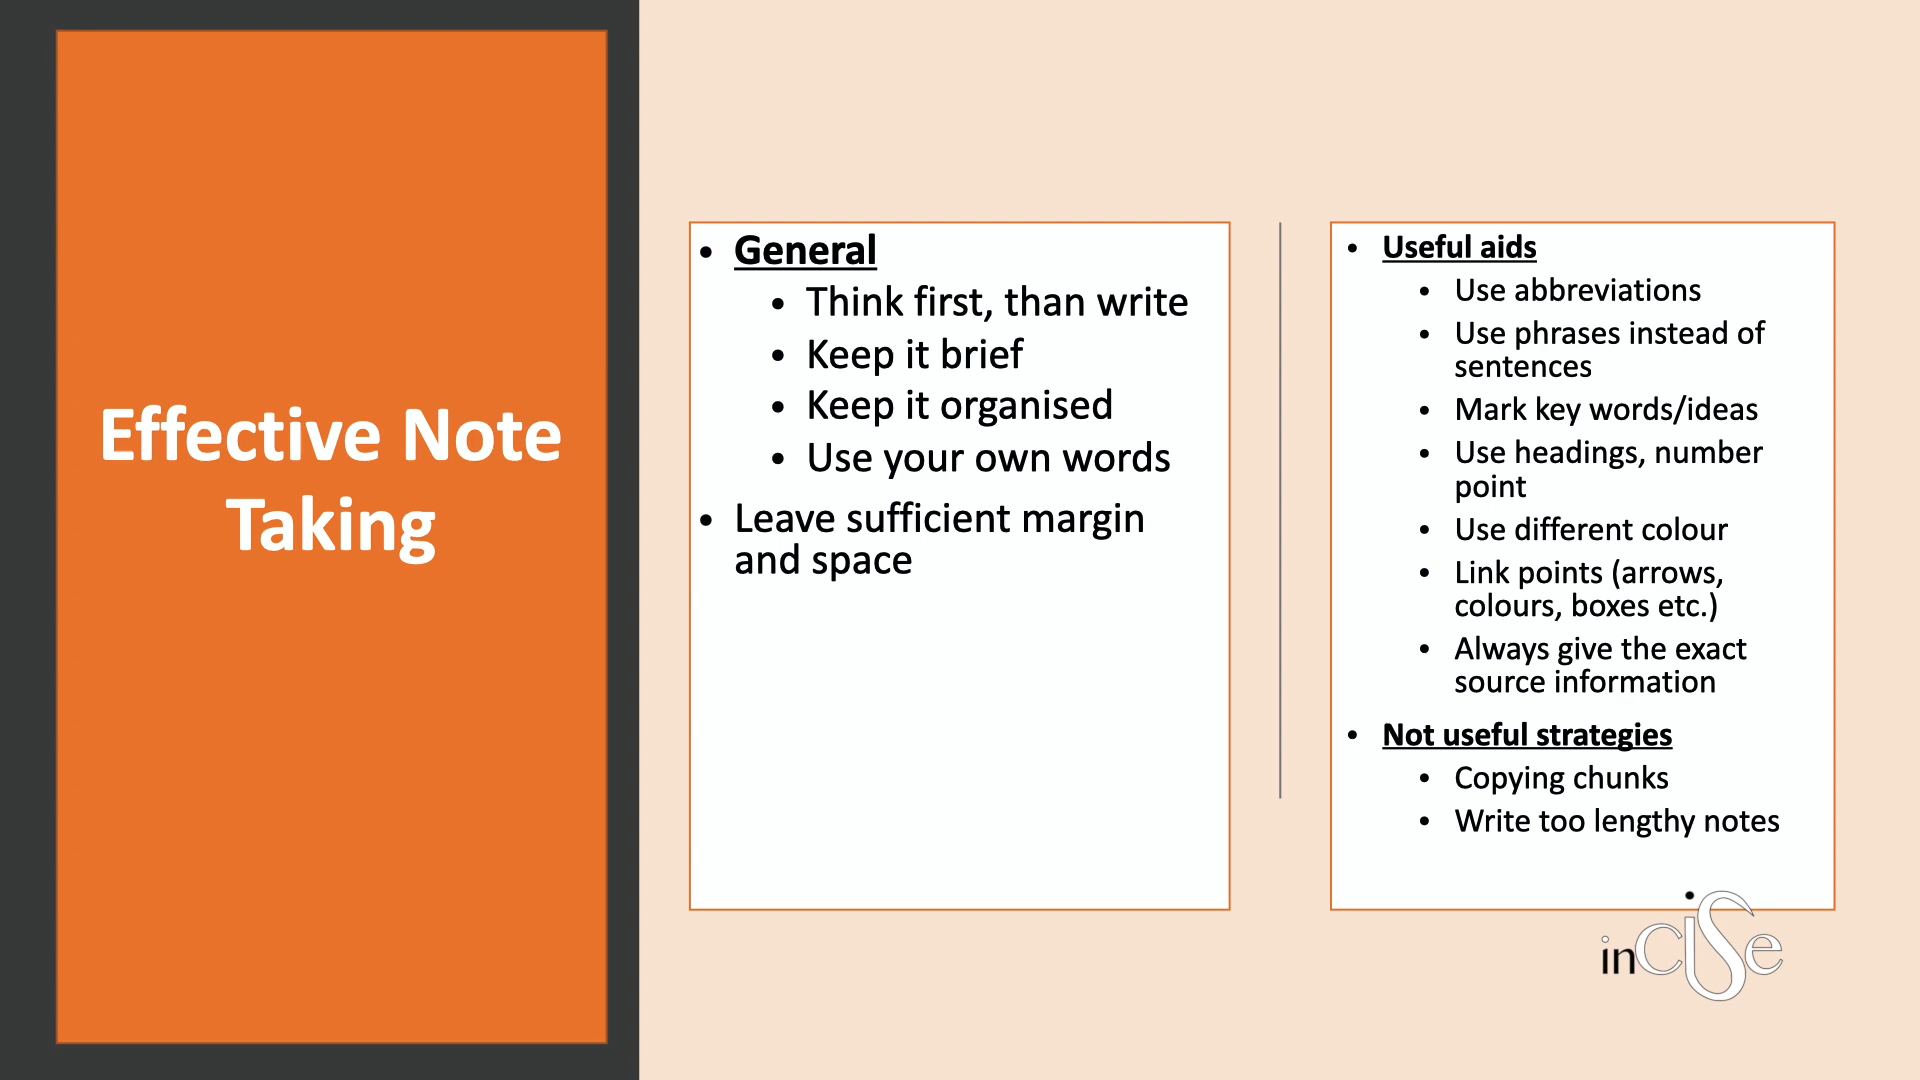 Effective Note
Taking
• General
• Think first, than write
• Keep it brief
• Keep it organised
• Use your own words
• Leave sufficient margin
and space
• Useful aids
• Use abbreviations
• Use phrases instead of
sentences
• Mark key words/ideas
• Use headings, number
point
• Use different colour
• Link points (arrows,
colours, boxes etc.)
• Always give the exact
source information
• Not useful strategies
• Copying chunks
• Write too lengthy notes
inCiSe